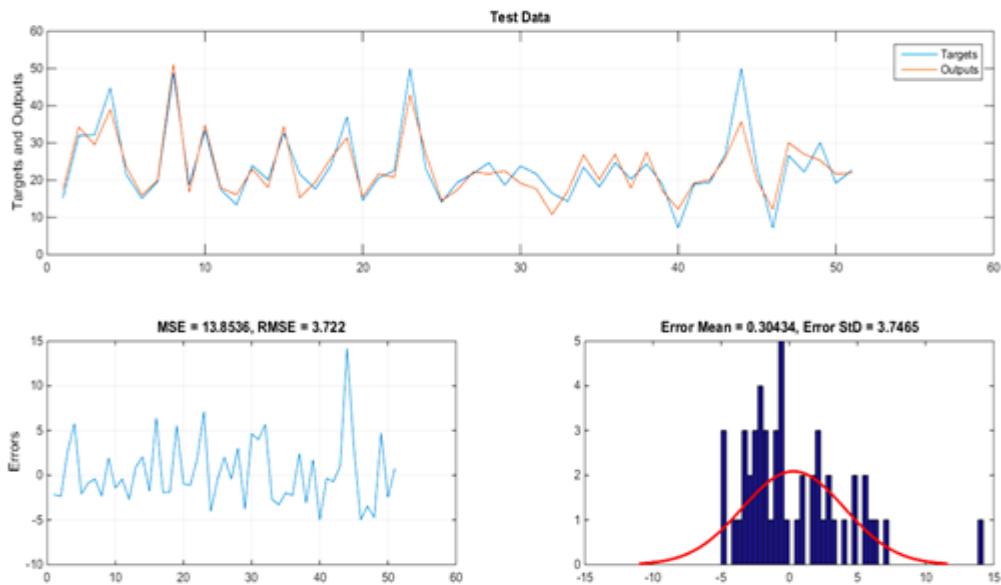 Test Data
Targets and Outputs
60
50
40
30
20
10
0
Targets
Outputs
0 10 20 30 40 50 60
MSE = 13.8536, RMSE = 3.722
Errors
15
10
5
0
-5
-10
0 10 20 30 40 50 60
Error Mean = 0.30434, Error StD = 3.7465
5
4
3
2
1
0
-15 -10 -5 0 5 10 15